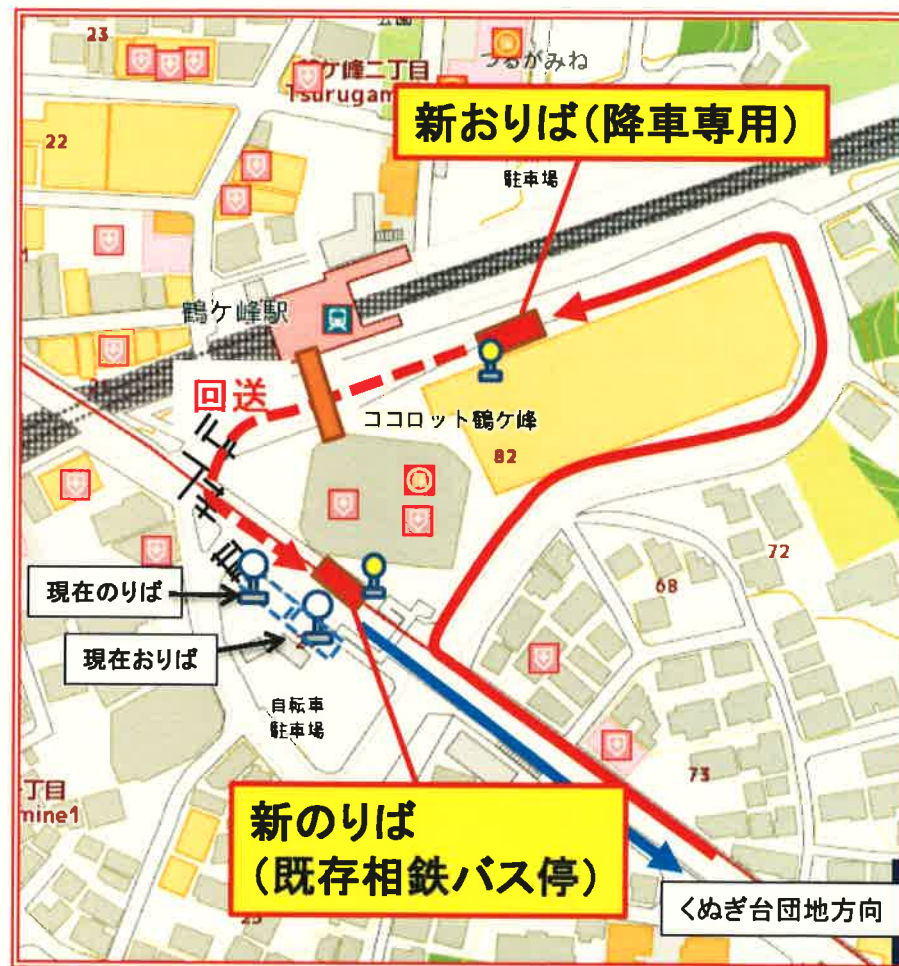 23
ケ峰二丁目
Tsurugam
つるがみね
22
新おりば(降車専用)
駐車場
鶴ケ峰駅
回送
ココロット鶴ケ峰
82
72
68
現在のりば
現在おりば
自転車
駐車場
73
丁目
mine1
新のりば
(既存相鉄バス停)
くぬぎ台団地方向